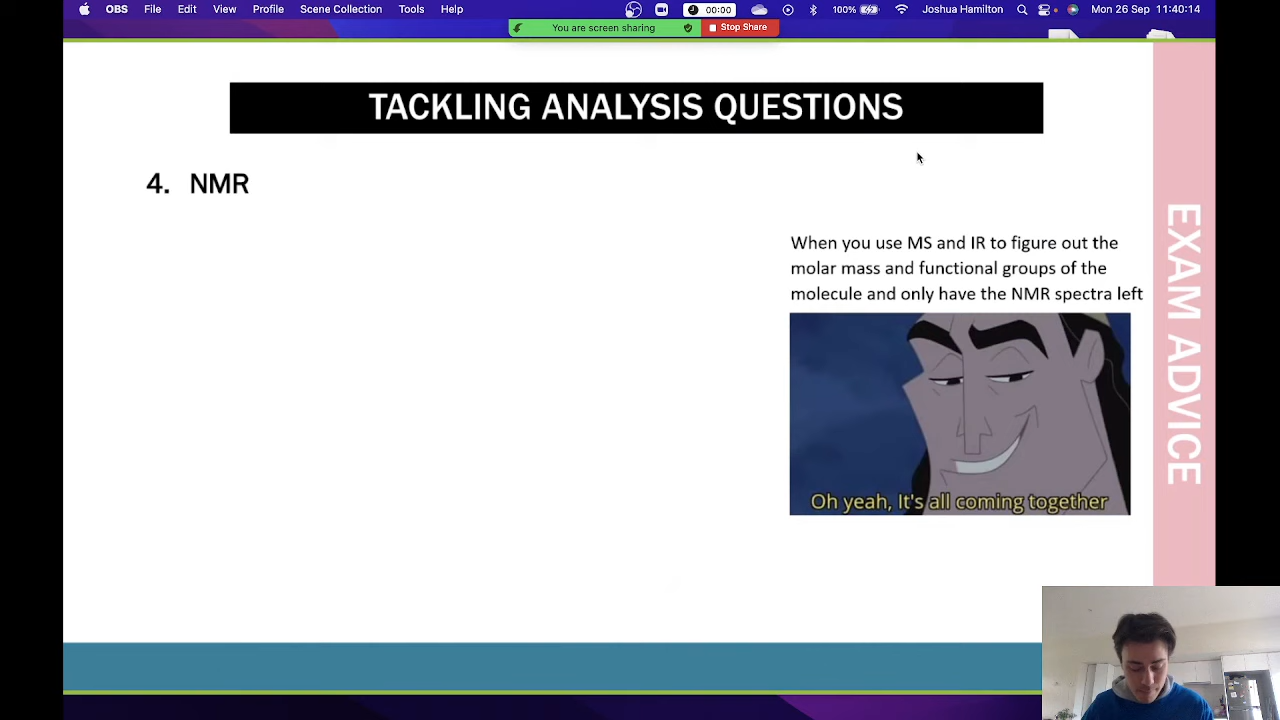 OBS File Edit View Profile Scene Collection Tools Help 00:00 100% Joshua Hamilton Mon 26 Sep 11:40:14
You are screen sharing Stop Share
TACKLING ANALYSIS QUESTIONS
4. NMR
When you use MS and IR to figure out the
molar mass and functional groups of the
molecule and only have the NMR spectra left
Oh yeah, It's all coming together
EXAM ADVICE